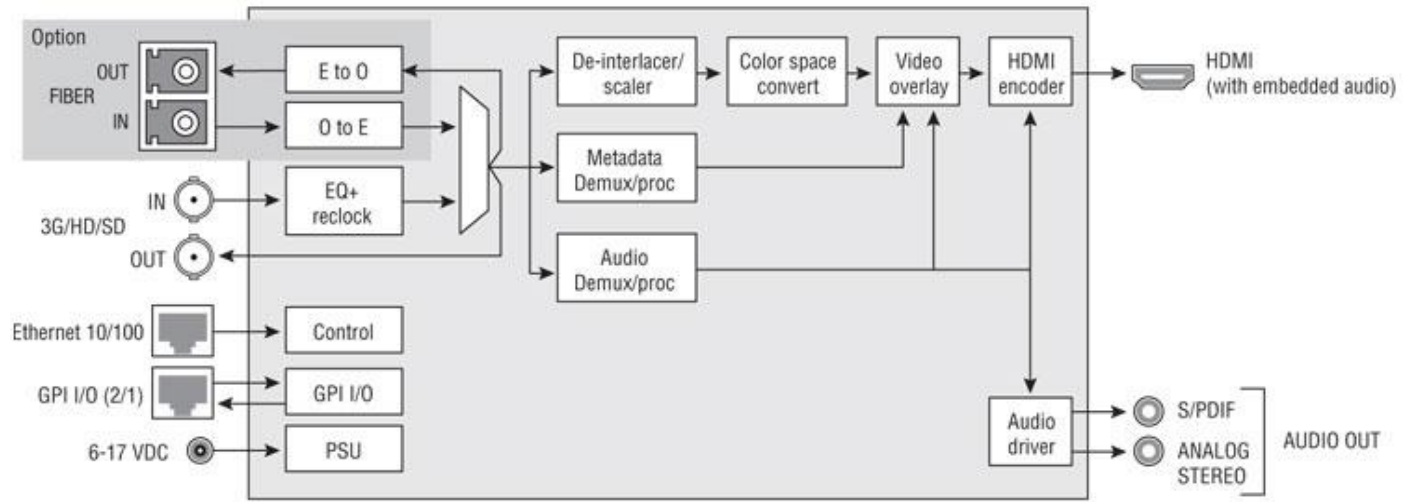 Option
OUT
FIBER
IN
E to O
O to E
IN
3G/HD/SD
OUT
EQ+
reclock
Ethernet 10/100
Control
GPI I/O (2/1)
GPI I/O
6-17 VDC
PSU
De-interlacer/
scaler
Color space
convert
Video
overlay
HDMI
encoder
HDMI
(with embedded audio)
Metadata
Demux/proc
Audio
Demux/proc
Audio
driver
S/PDIF
ANALOG
STEREO
AUDIO OUT